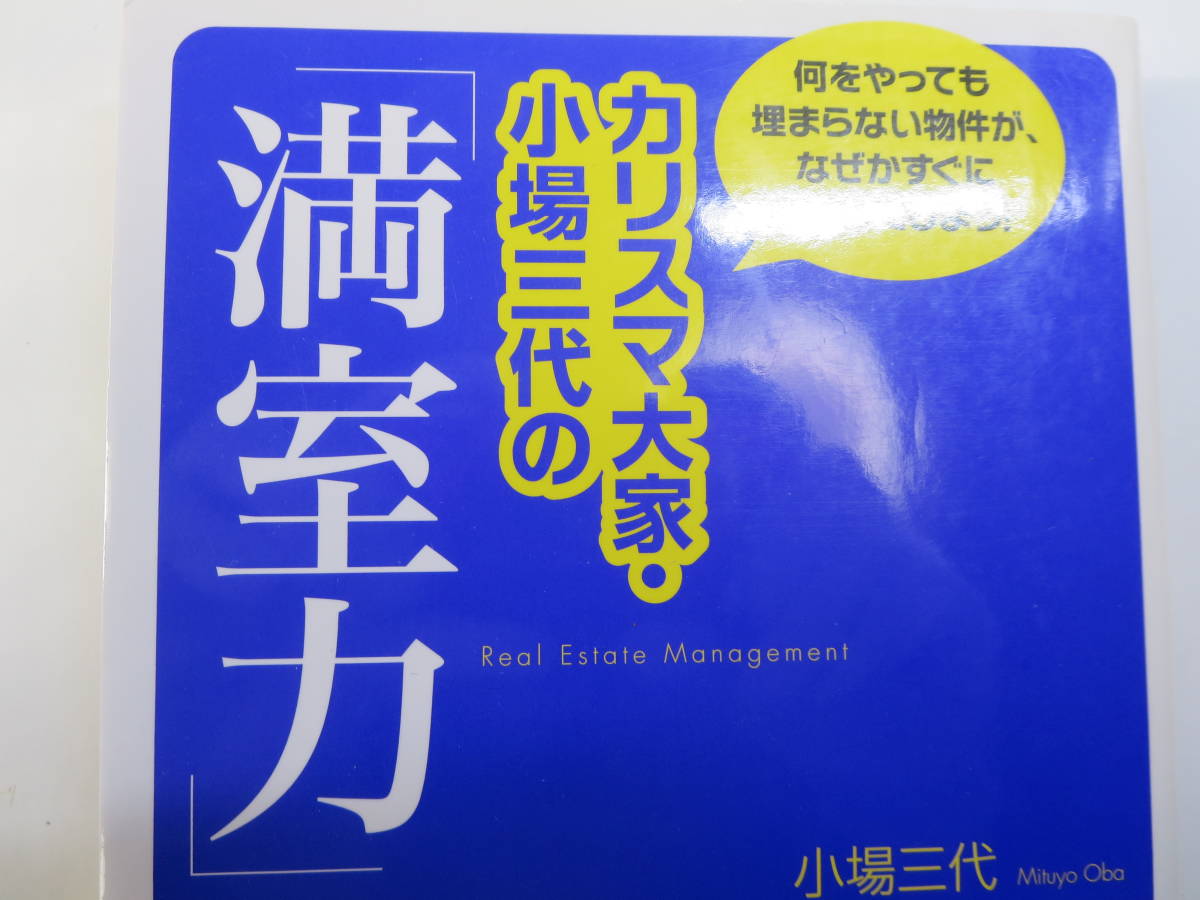 何をやっても
埋まらない物件が、
なぜかすぐに
カリスマ大家・
小場三代の
「満室力」
Real Estate Management
小場三代 Mituyo Oba